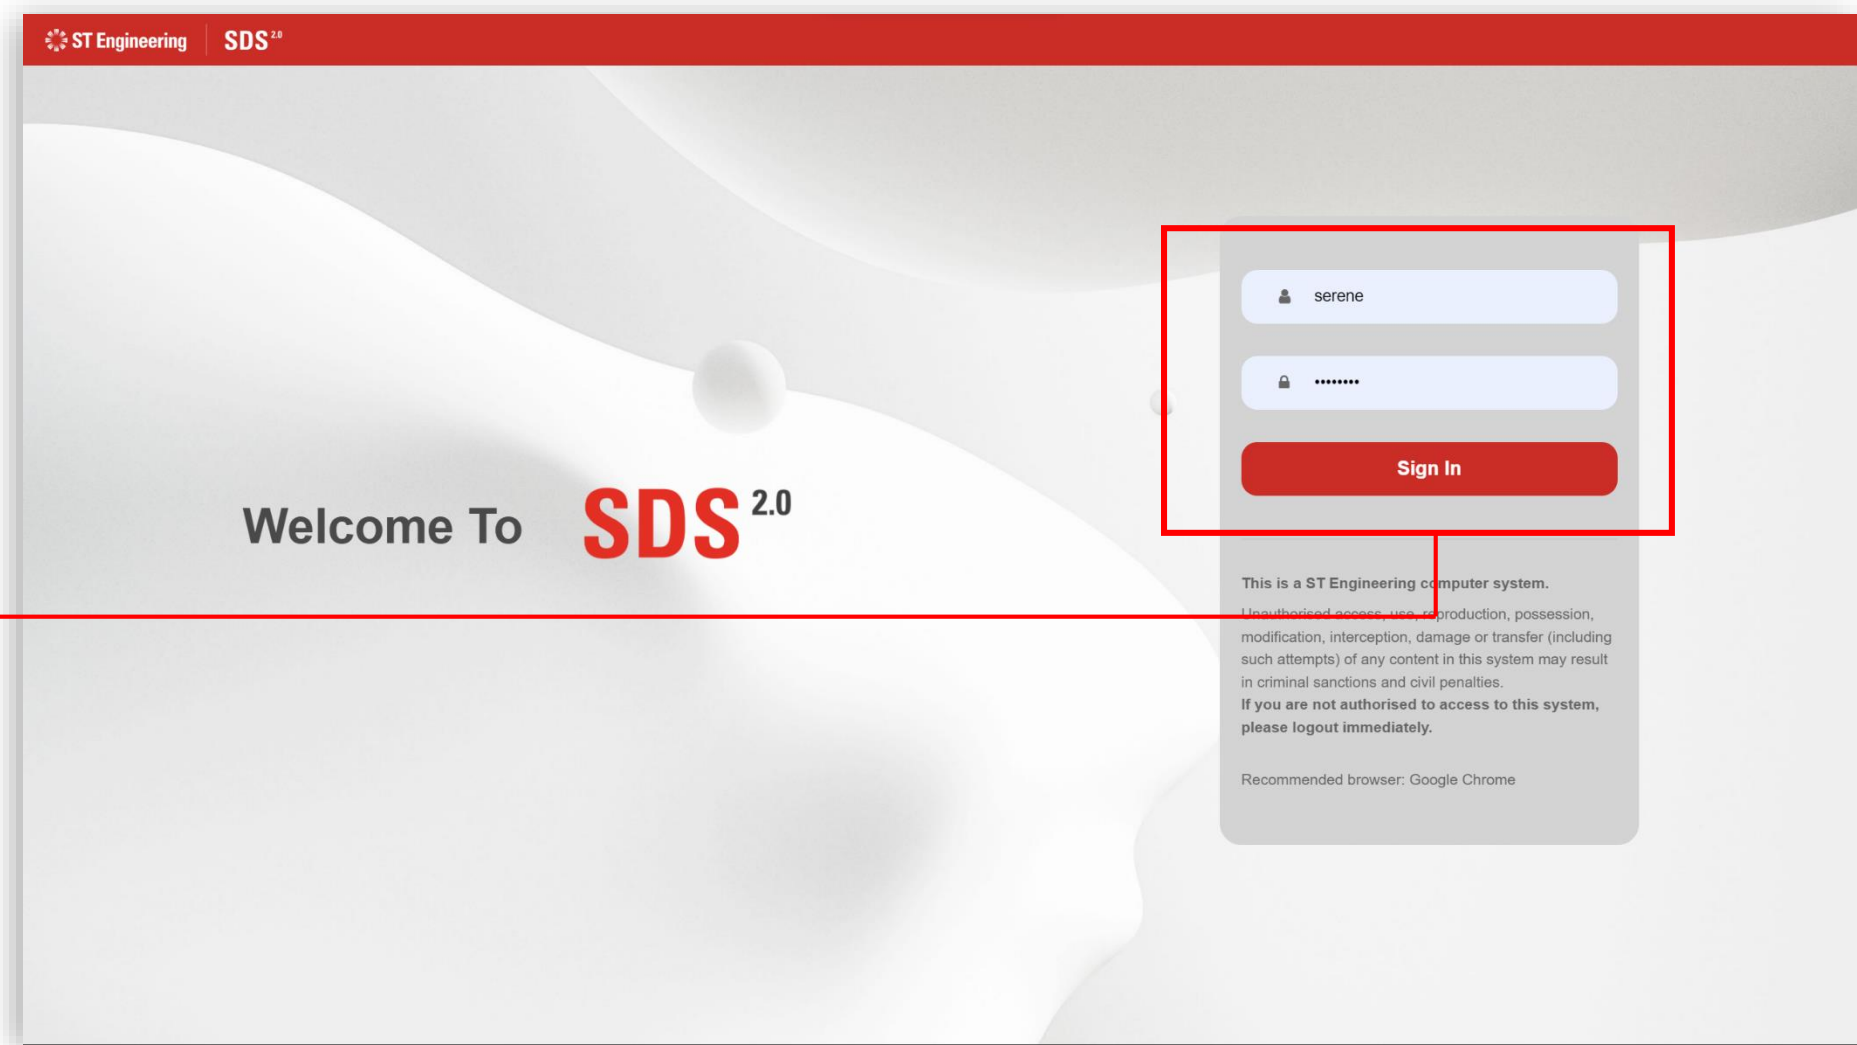 ST Engineering SDS 2.0
serene
••••••••
Sign In
Welcome To SDS 2.0
This is a ST Engineering computer system.
Unauthorised access, use, reproduction, possession,
modification, interception, damage or transfer (including
such attempts) of any content in this system may result
in criminal sanctions and civil penalties.
If you are not authorised to access to this system,
please logout immediately.
Recommended browser: Google Chrome